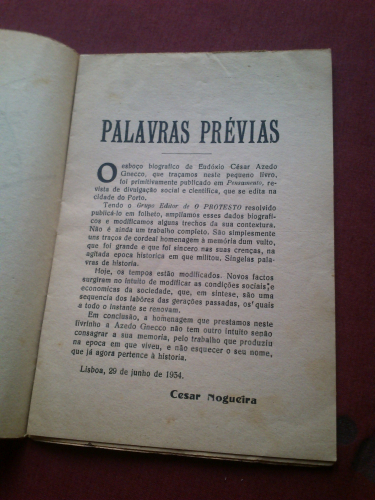 PALAVRAS PRÉVIAS
O esboço biografico de Eudóxio César Azedo
Gnecco, que traçamos neste pequeno livro,
foi primitivamente publicado em Pensamento, re-
vista de divulgação social e cientifica, que se edita na
cidade do Porto.
Tendo o Grupo Editor de O PROTESTO resolvido
publicá-lo em folheto, ampliamos esses dados biografi-
cos e modificamos alguns trechos da sua contextura.
Não é ainda um trabalho completo. São simplesmente
uns traços de cordeal homenagem à memória dum vulto,
que foi grande e que foi sincero nas suas crenças, na
agitada epoca historica em que militou. Singelas pala-
vras de historia.
Hoje, os tempos estão modificados. Novos factos
surgirem no intuito de modificar as condições sociais e
economicas da sociedade, que, em sintese, são uma
sequencia dos labôres das gerações passadas, os quais
a todo o instante se renovam.
Em conclusão, a homenagem que prestamos neste
livrinho a Azedo Gnecco não tem outro intuito senão
consagrar a sua memória, pelo trabalho que produziu
na epoca em que viveu, e não esquecer o seu nome,
que já agora pertence à historia.
Lisboa, 29 de junho de 1934.
Cesar Nogueira